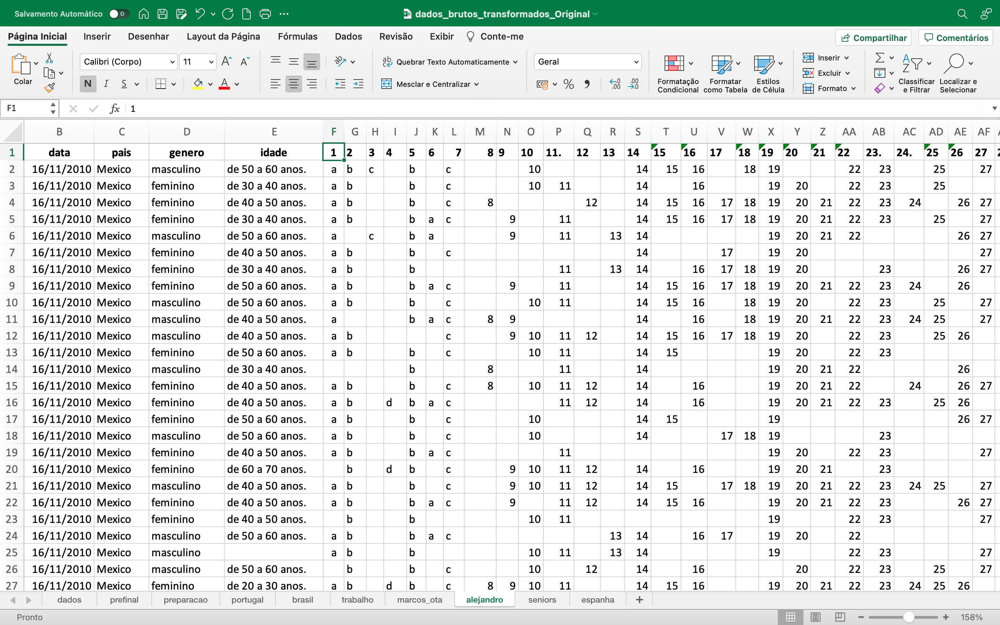 Salvamento Automático
dados_brutos_transformados_Original
Página Inicial Inserir Desenhar Layout da Página Fórmulas Dados Revisão Exibir Conte-me Compartilhar Comentários
Calibri (Corpo) 11 Quebrar Texto Automaticamente Geral Inserir
Colar Excluir
N I S Mesclar e Centralizar Formatação Condicional Formatar como Tabela Estilos de Célula Formato Classificar e Filtrar Localizar e Selecionar
F1 fx 1
B C D E F G H I J K L M N O P Q R S T U V W X Y Z AA AB AC AD AE AF
1 data pais genero idade 1 2 3 4 5 6 7 8 9 10 11. 12 13 14 15 16 17 18 19 20 21 22 23. 24. 25 26 27
2 16/11/2010 Mexico masculino de 50 a 60 anos. a b c b c 10 14 15 16 18 19 22 23 25 27
3 16/11/2010 Mexico feminino de 30 a 40 anos. a b b c 10 11 14 16 19 20 22 23 25
4 16/11/2010 Mexico feminino de 40 a 50 anos. a b b c 8 12 14 15 16 17 18 19 20 21 22 23 24 26 27
5 16/11/2010 Mexico feminino de 30 a 40 anos. a b b a c 9 11 14 15 16 17 18 19 20 21 22 23 25 27
6 16/11/2010 Mexico masculino de 50 a 60 anos. a c b a 9 11 13 14 19 20 21 22 26 27
7 16/11/2010 Mexico feminino de 40 a 50 anos. a b b c 14 17 19 20 27
8 16/11/2010 Mexico feminino de 30 a 40 anos. a b b 11 13 14 16 17 18 19 20 23 26 27
9 16/11/2010 Mexico feminino de 50 a 60 anos. a b b a c 9 11 14 15 16 17 18 19 20 21 22 23 24 26
10 16/11/2010 Mexico masculino de 50 a 60 anos. a b b c 10 11 14 15 16 18 19 20 22 23 25 27
11 16/11/2010 Mexico masculino de 40 a 50 anos. a b a c 8 9 14 16 18 19 20 21 22 23 24 25 27
12 16/11/2010 Mexico masculino de 40 a 50 anos. a b c 9 10 11 12 14 15 16 17 18 19 20 22 23 25 26
13 16/11/2010 Mexico feminino de 50 a 60 anos. a b b c 10 11 14 15 19 20 22 23
14 16/11/2010 Mexico masculino de 30 a 40 anos. b 8 11 14 19 20 21 22 26
15 16/11/2010 Mexico feminino de 40 a 50 anos. a b b c 8 10 11 12 14 16 19 20 21 22 24 26 27
16 16/11/2010 Mexico feminino de 40 a 50 anos. a b d b a c 11 12 14 16 19 20 21 22 23 25 26
17 16/11/2010 Mexico feminino de 50 a 60 anos. a b b c 10 14 15 19 26 27
18 16/11/2010 Mexico masculino de 50 a 60 anos. a b b c 10 14 17 18 19 23
19 16/11/2010 Mexico feminino de 40 a 50 anos. a b b a c 11 19 20 22 23 27
20 16/11/2010 Mexico feminino de 60 a 70 anos. b d b c 9 10 11 12 14 16 19 20 21 23
21 16/11/2010 Mexico masculino de 40 a 50 anos. a b b c 9 10 11 12 14 15 17 18 19 20 21 22 23 24 25 27
22 16/11/2010 Mexico feminino de 40 a 50 anos. a b b a c 9 11 12 14 15 16 19 20 21 22 23 26 27
23 16/11/2010 Mexico feminino de 40 a 50 anos. b b 10 11 19 22 23 27
24 16/11/2010 Mexico masculino de 50 a 60 anos. a b b a c 13 14 16 17 19 20 22
25 16/11/2010 Mexico masculino a b b 10 11 13 14 19 22 23 27
26 16/11/2010 Mexico masculino de 50 a 60 anos. b b c 10 12 14 16 20 22 23 25 27
27 16/11/2010 Mexico feminino de 20 a 30 anos. a b d b c 8 9 10 11 14 15 16 19 20 21 22 23 24 25 26
dados prefinal preparacao portugal brasil trabalho marcos_ota alejandro seniors espanha +
Pronto 158%